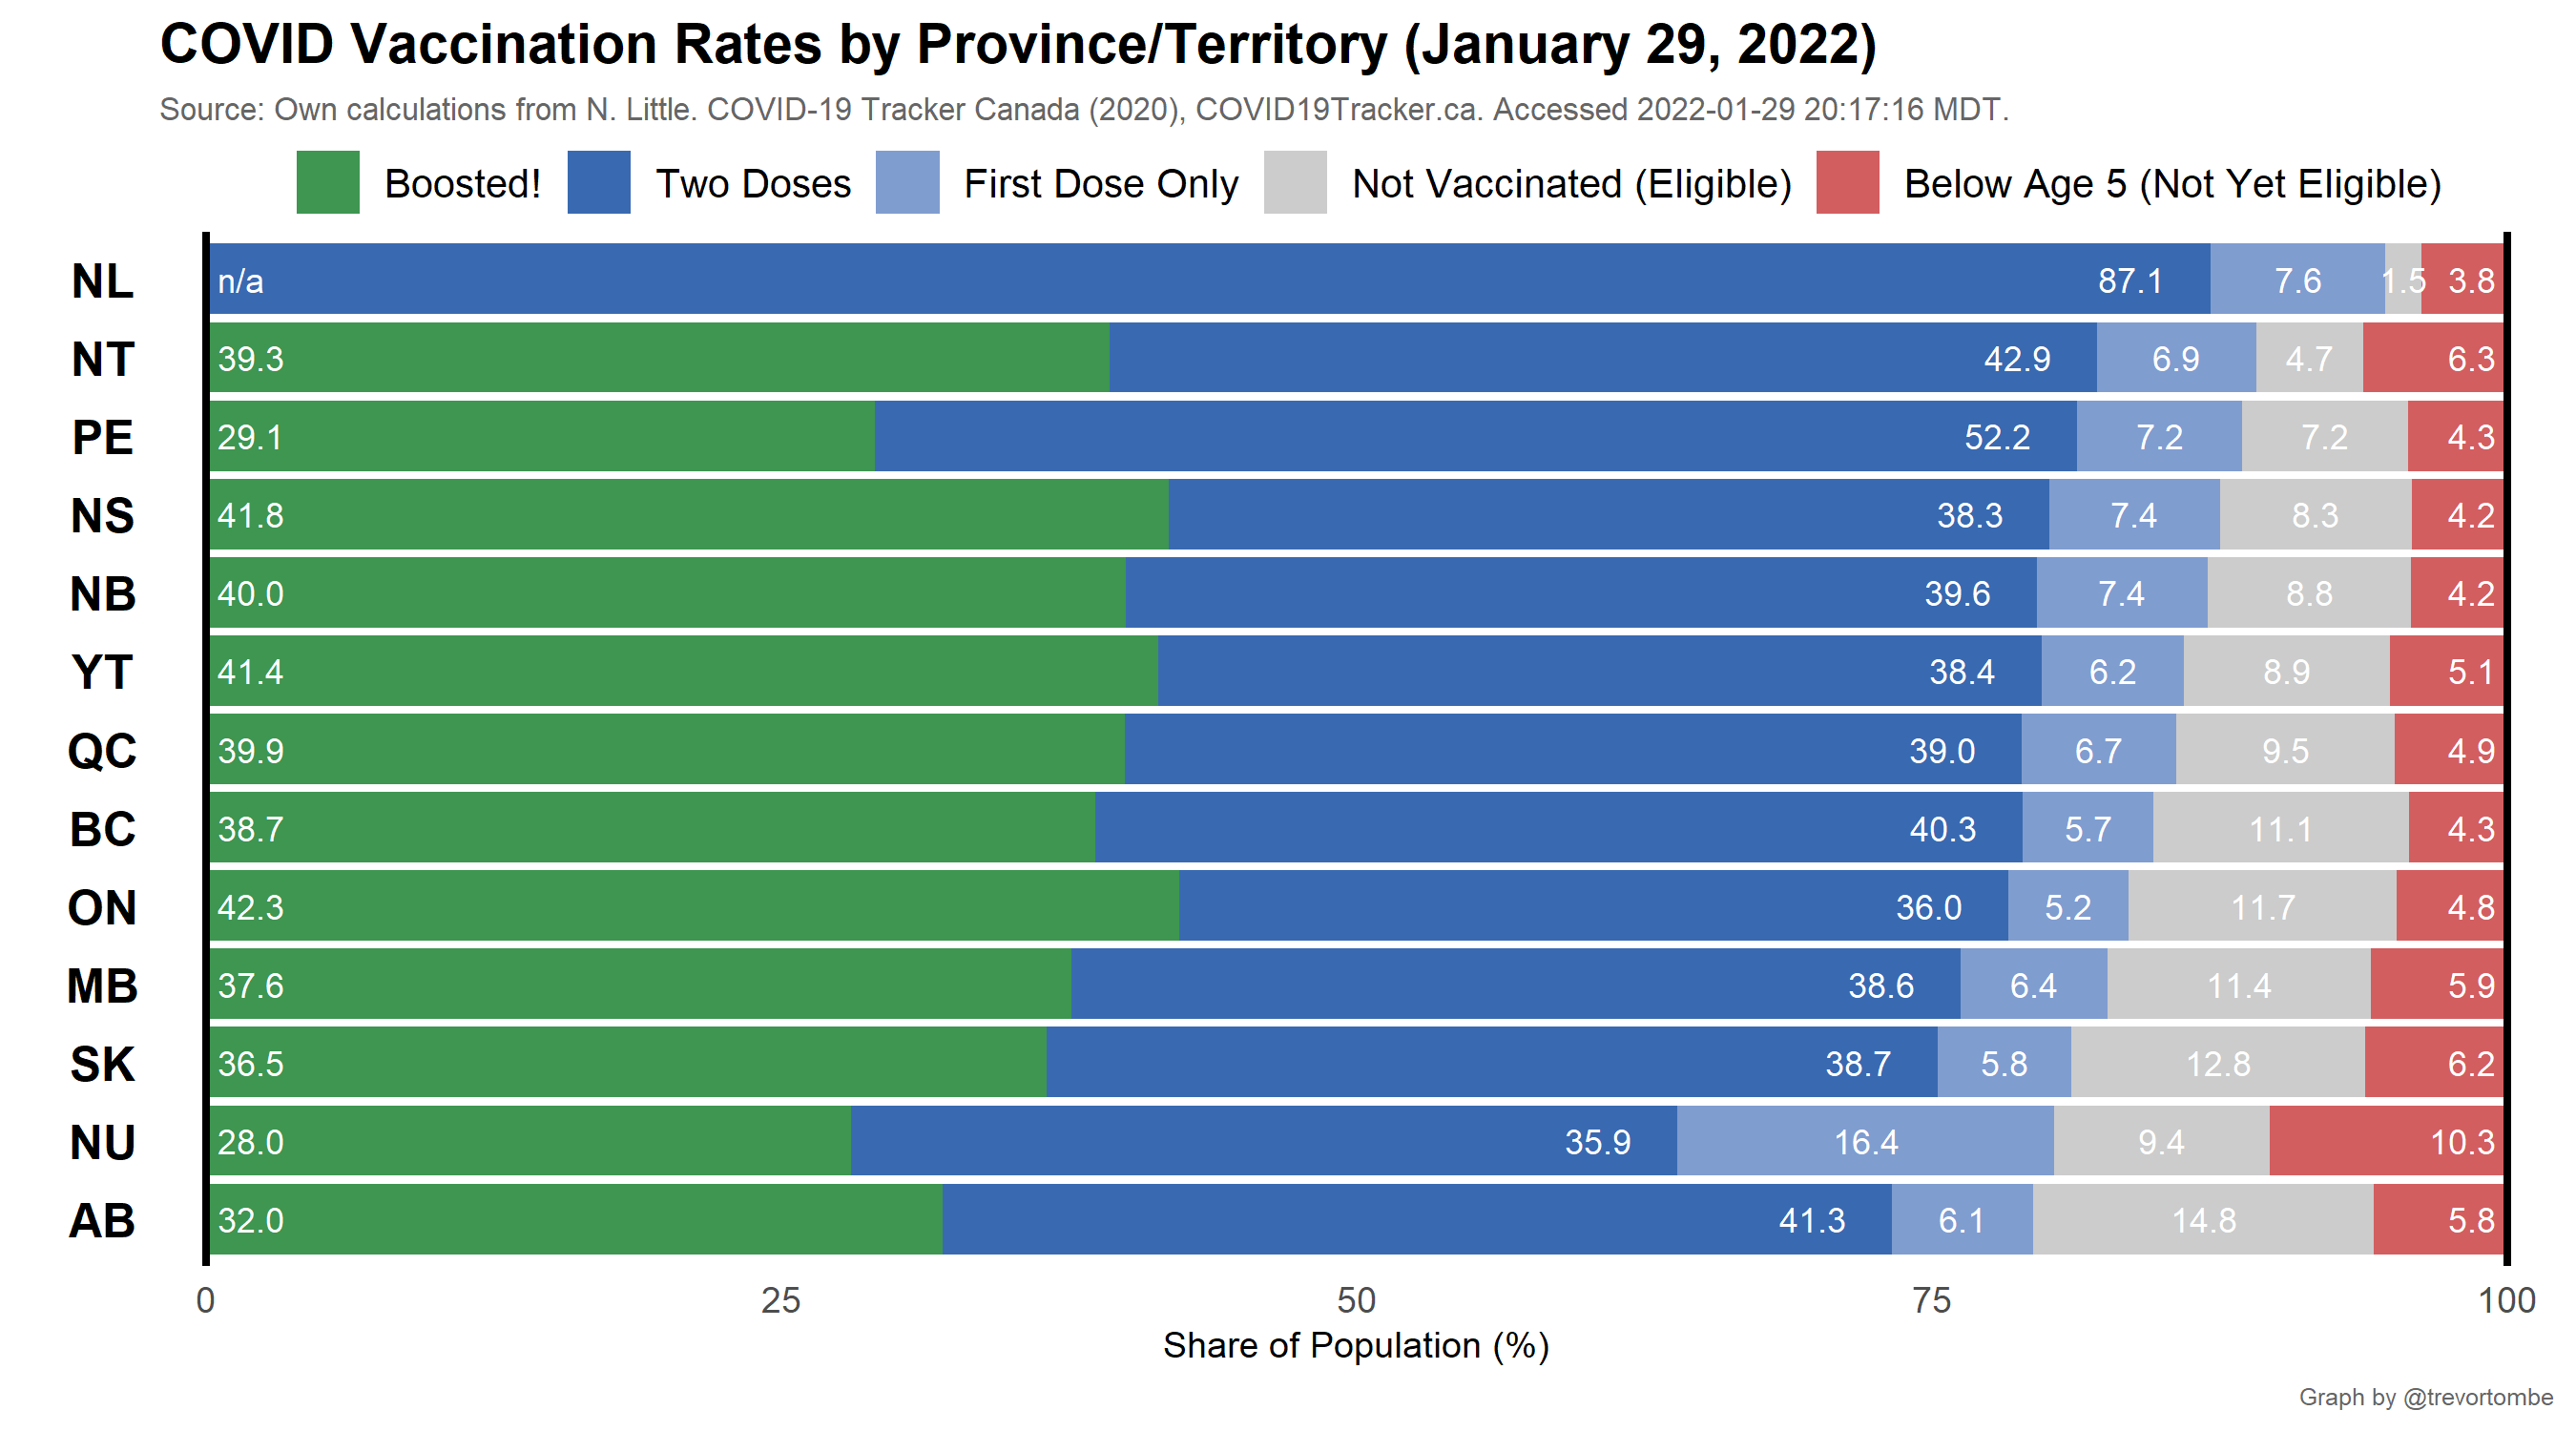 COVID Vaccination Rates by Province/Territory (January 29, 2022)
Source: Own calculations from N. Little. COVID-19 Tracker Canada (2020), COVID19Tracker.ca. Accessed 2022-01-29 20:17:16 MDT.
Boosted! Two Doses First Dose Only Not Vaccinated (Eligible) Below Age 5 (Not Yet Eligible)
NL n/a 87.1 7.6 1.5 3.8
NT 39.3 42.9 6.9 4.7 6.3
PE 29.1 52.2 7.2 7.2 4.3
NS 41.8 38.3 7.4 8.3 4.2
NB 40.0 39.6 7.4 8.8 4.2
YT 41.4 38.4 6.2 8.9 5.1
QC 39.9 39.0 6.7 9.5 4.9
BC 38.7 40.3 5.7 11.1 4.3
ON 42.3 36.0 5.2 11.7 4.8
MB 37.6 38.6 6.4 11.4 5.9
SK 36.5 38.7 5.8 12.8 6.2
NU 28.0 35.9 16.4 9.4 10.3
AB 32.0 41.3 6.1 14.8 5.8
0 25 50 75 100
Share of Population (%)
Graph by @trevortombe